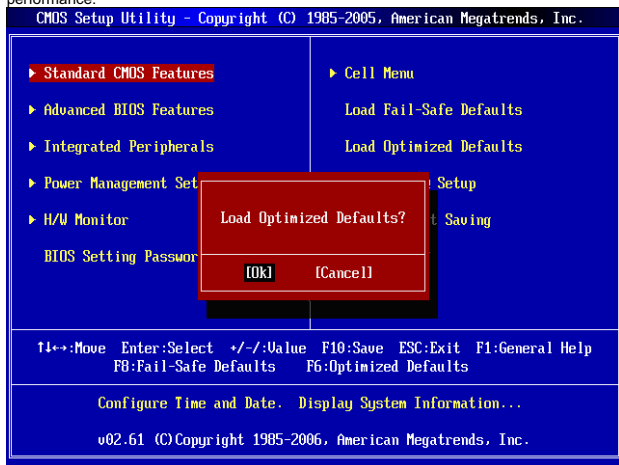 performance.
CMOS Setup Utility - Copyright (C) 1985-2005, American Megatrends, Inc.
▶ Standard CMOS Features
▶ Advanced BIOS Features
▶ Integrated Peripherals
▶ Power Management Set
▶ H/W Monitor
BIOS Setting Passwor
▶ Cell Menu
Load Fail-Safe Defaults
Load Optimized Defaults
Setup
t Saving
Load Optimized Defaults?
[Ok] [Cancel]
↑↓←→:Move Enter:Select +/-/:Value F10:Save ESC:Exit F1:General Help
F8:Fail-Safe Defaults F6:Optimized Defaults
Configure Time and Date. Display System Information...
v02.61 (C)Copyright 1985-2006, American Megatrends, Inc.